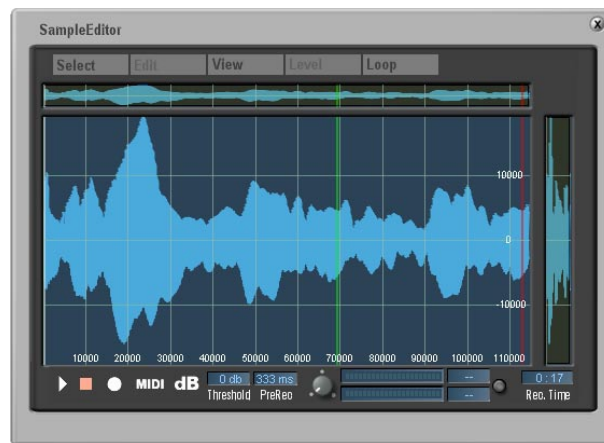 SampleEditor
X
Select Edit View Level Loop
10000
0
-10000
10000 20000 30000 40000 50000 60000 70000 80000 90000 100000 110000
MIDI dB 0 db 333 ms -- 0 : 17
--
Threshold PreRec Rec. Time